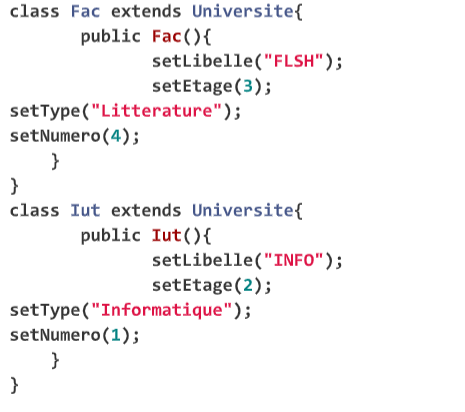 class Fac extends Universite{
public Fac(){
setLibelle("FLSH");
setEtage(3);
setType("Litterature");
setNumero(4);
}
}
class Iut extends Universite{
public Iut(){
setLibelle("INFO");
setEtage(2);
setType("Informatique");
setNumero(1);
}
}